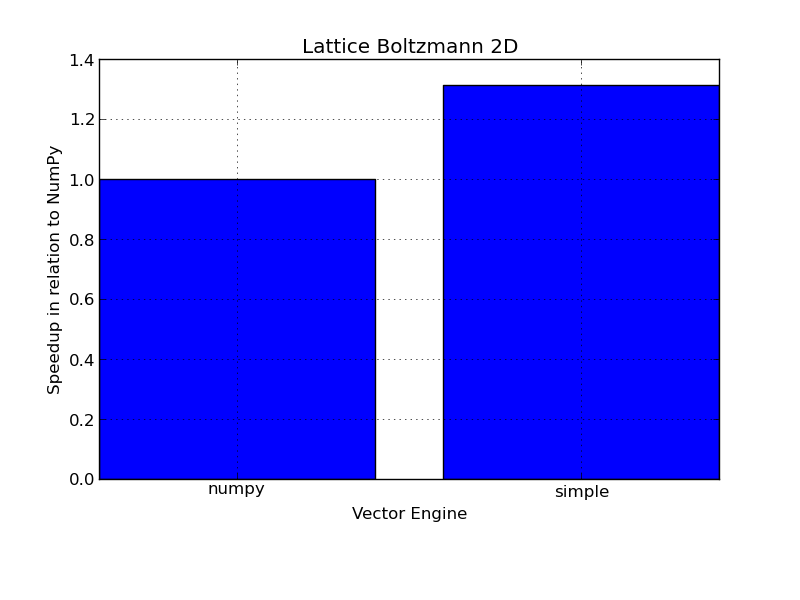 Lattice Boltzmann 2D
1.4
1.2
1.0
0.8
0.6
0.4
0.2
0.0
Speedup in relation to NumPy
numpy
simple
Vector Engine